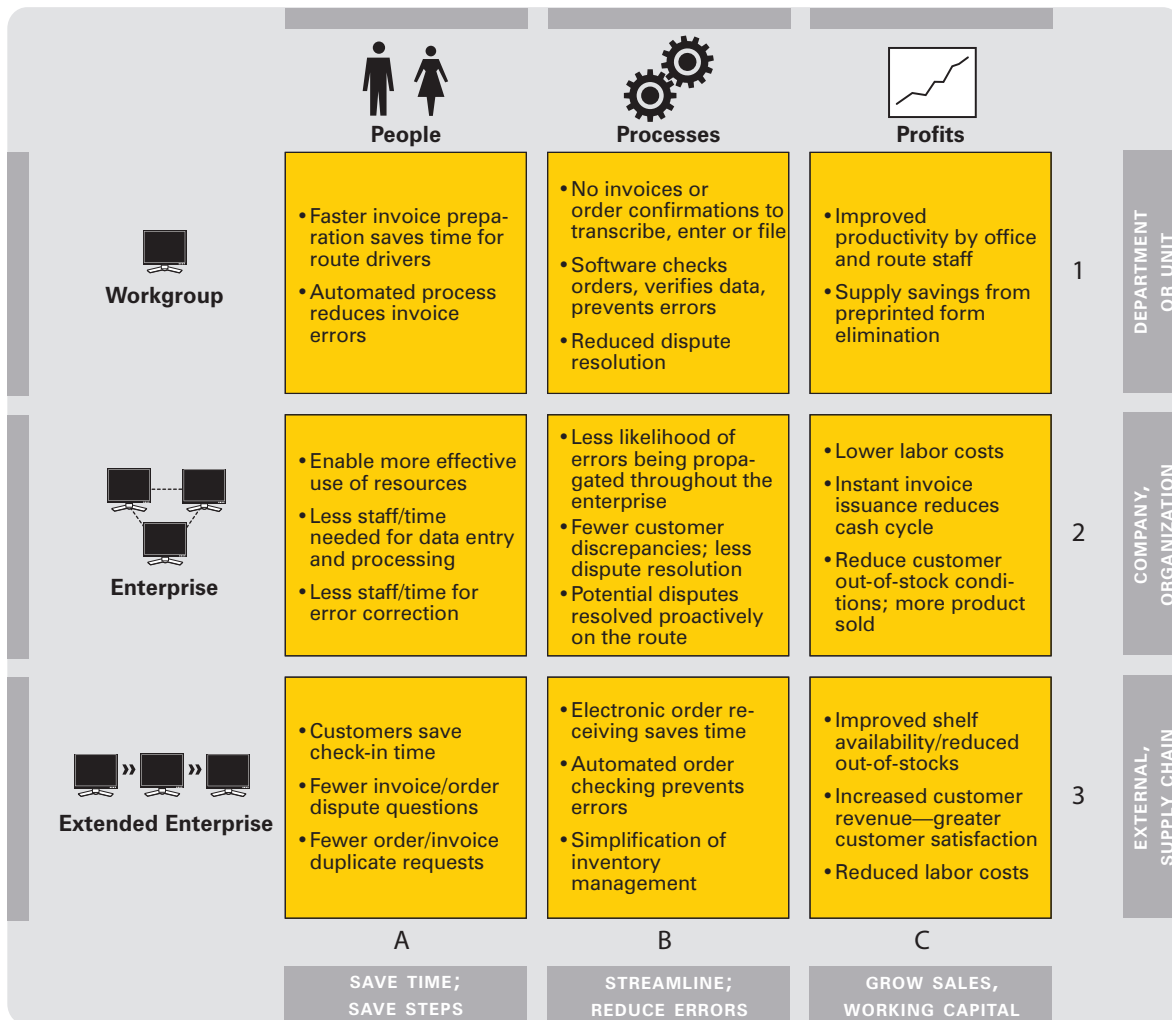 People
Processes
Profits
Workgroup
• Faster invoice prepa-
ration saves time for
route drivers
• Automated process
reduces invoice
errors
• No invoices or
order confirmations to
transcribe, enter or file
• Software checks
orders, verifies data,
prevents errors
• Reduced dispute
resolution
• Improved
productivity by office
and route staff
• Supply savings from
preprinted form
elimination
1
DEPARTMENT
OR UNIT
Enterprise
• Enable more effective
use of resources
• Less staff/time
needed for data entry
and processing
• Less staff/time for
error correction
• Less likelihood of
errors being propa-
gated throughout the
enterprise
• Fewer customer
discrepancies; less
dispute resolution
• Potential disputes
resolved proactively
on the route
• Lower labor costs
• Instant invoice
issuance reduces
cash cycle
• Reduce customer
out-of-stock condi-
tions; more product
sold
2
COMPANY,
ORGANIZATION
» »
Extended Enterprise
• Customers save
check-in time
• Fewer invoice/order
dispute questions
• Fewer order/invoice
duplicate requests
• Electronic order re-
ceiving saves time
• Automated order
checking prevents
errors
• Simplification of
inventory
management
• Improved shelf
availability/reduced
out-of-stocks
• Increased customer
revenue—greater
customer satisfaction
• Reduced labor costs
3
EXTERNAL,
SUPPLY CHAIN
A
B
C
SAVE TIME;
SAVE STEPS
STREAMLINE;
REDUCE ERRORS
GROW SALES,
WORKING CAPITAL